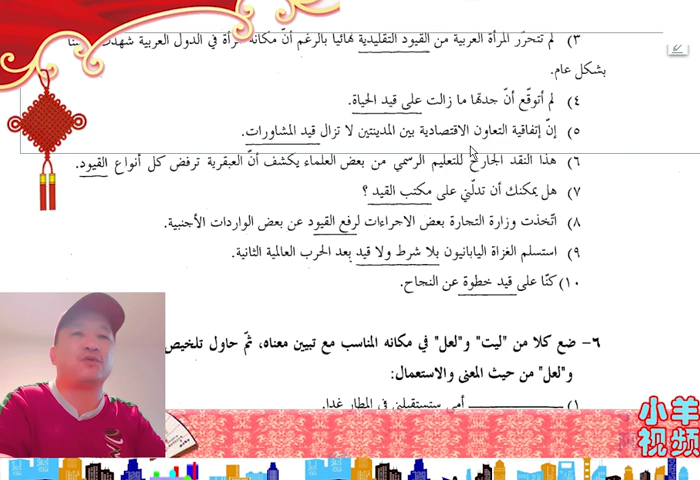 ٣) لم تتحرّر المرأة العربية من القيود التقليدية نهائيا بالرغم أنّ مكانة في الدول العربية شهدت
بشكل عام.
٤) لم أتوقّع أنّ جدتها ما زالت على قيد الحياة.
٥) إنّ إتفاقية التعاون الاقتصادية بين المدينتين لا تزال قيد المشاورات.
٦) هذا النقد الجارح للتعليم الرسمي من بعض العلماء يكشف أنّ العبقرية ترفض كل أنواع القيود.
٧) هل يمكنك أن تدلّني على مكتب القيد ؟
٨) اتّخذت وزارة التجارة بعض الاجراءات لرفع القيود عن بعض الواردات الأجنبية.
٩) استسلم الغزاة اليابانيون بلا شرط ولا قيد بعد الحرب العالمية الثانية.
١٠) كنّا على قيد خطوة عن النجاح.
٦- ضع كلا من "ليت" و"لعل" في مكانه المناسب مع تبيين معناه، ثمّ حاول تلخيص
و"لعل" من حيث المعنى والاستعمال:
١) ـــــــــــ أمي ستستقبلني في المطار غدا.
小羊
视频